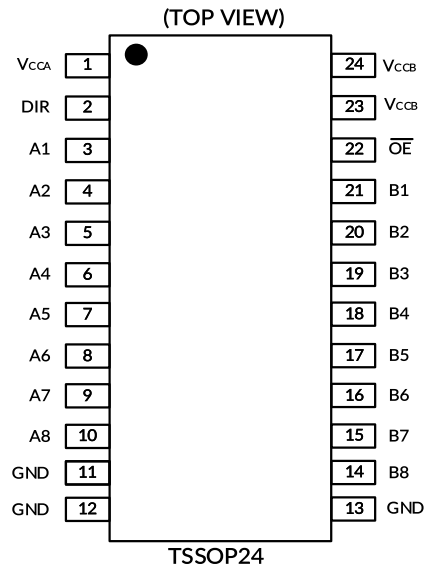 (TOP VIEW)
VCCA 1 24 VCCB
DIR 2 23 VCCB
A1 3 22 OE
A2 4 21 B1
A3 5 20 B2
A4 6 19 B3
A5 7 18 B4
A6 8 17 B5
A7 9 16 B6
A8 10 15 B7
GND 11 14 B8
GND 12 13 GND
TSSOP24